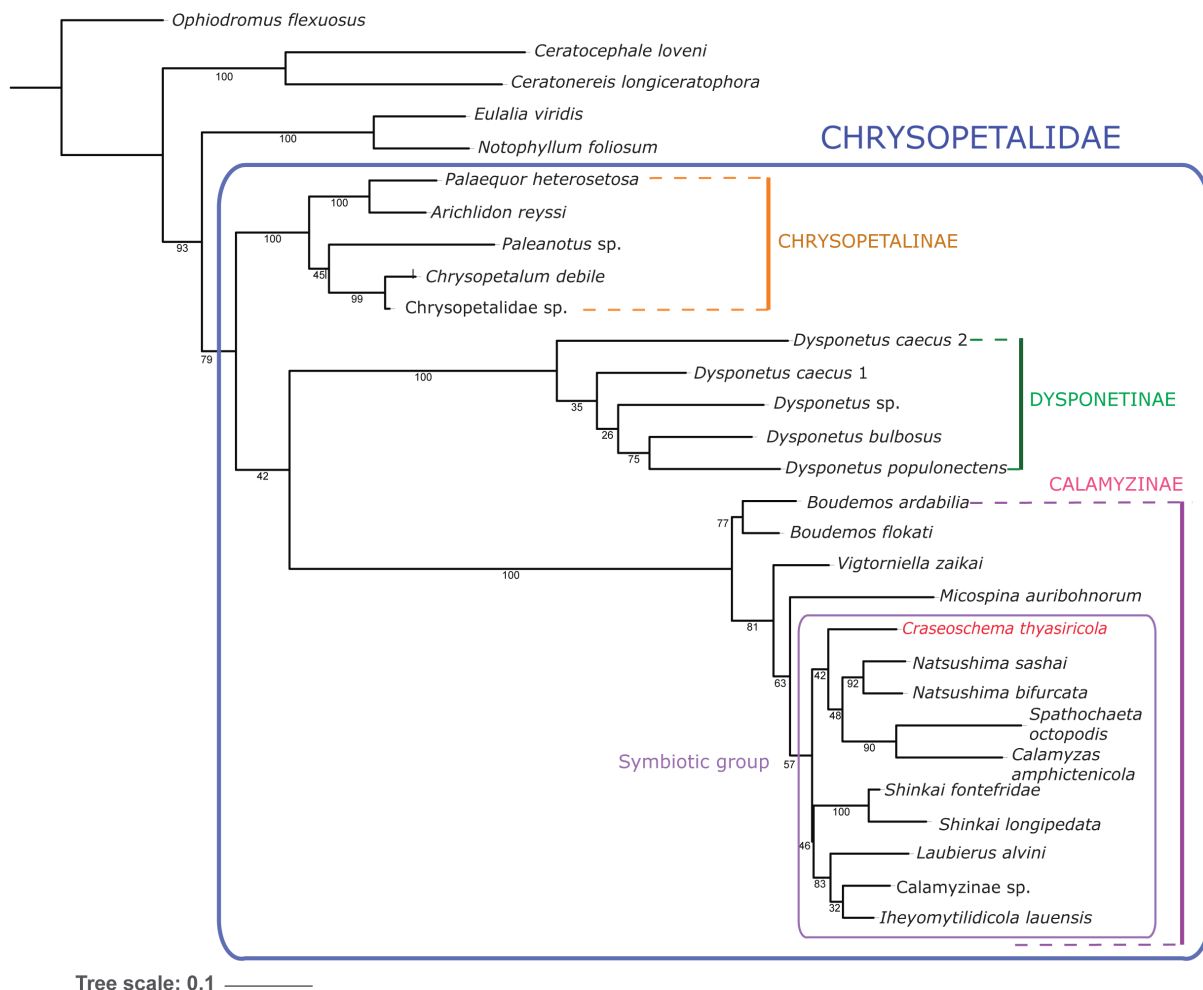 Ophiodromus flexuosus
Ceratocephale loveni
100
Ceratonereis longiceratophora
Eulalia viridis
100
Notophyllum foliosum
CHRYSOPETALIDAE
Palaequor heterosetosa
100
Arichlidon reyssi
100
CHRYSOPETALINAE
Paleanotus sp.
93
45
Chrysopetalum debile
99
Chrysopetalidae sp.
Dysponetus caecus 2
79
Dysponetus caecus 1
100
DYSPONETINAE
35
Dysponetus sp.
26
Dysponetus bulbosus
75
Dysponetus populonectens
42
CALAMYZINAE
Boudemos ardabilia
77
Boudemos flokati
Vigtorniella zaikai
100
Micospina auribohnorum
81
Craseoschema thyasiricola
Natsushima sashai
42
92
63
Natsushima bifurcata
48
Spathochaeta
octopodis
90
Calamyzas
amphictenicola
Symbiotic group
57
Shinkai fontefridae
100
Shinkai longipedata
46
Laubierus alvini
83
Calamyzinae sp.
32
Iheyomytilidicola lauensis
Tree scale: 0.1